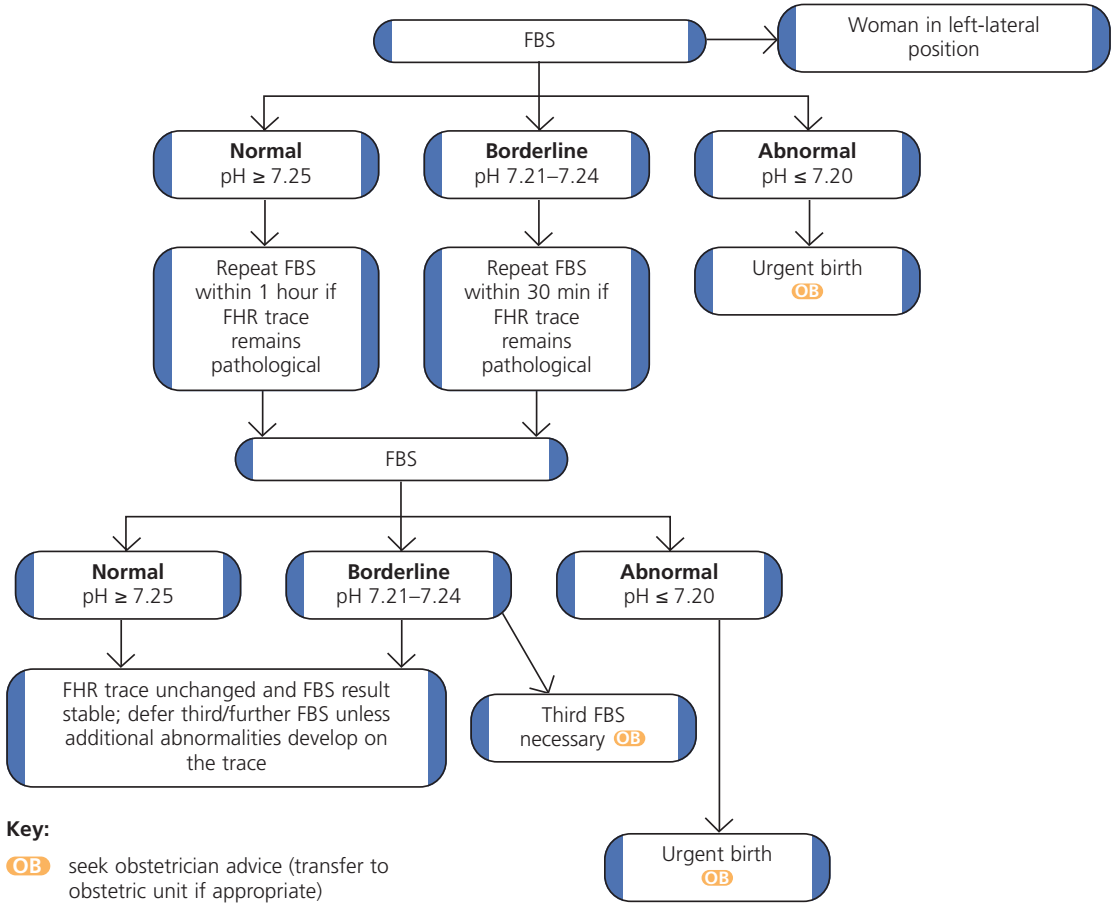 FBS
Woman in left-lateral
position
Normal
pH ≥ 7.25
Borderline
pH 7.21–7.24
Abnormal
pH ≤ 7.20
Repeat FBS
within 1 hour if
FHR trace
remains
pathological
Repeat FBS
within 30 min if
FHR trace
remains
pathological
Urgent birth
OB
FBS
Normal
pH ≥ 7.25
Borderline
pH 7.21–7.24
Abnormal
pH ≤ 7.20
FHR trace unchanged and FBS result
stable; defer third/further FBS unless
additional abnormalities develop on
the trace
Third FBS
necessary OB
Urgent birth
OB
Key:
OB seek obstetrician advice (transfer to
obstetric unit if appropriate)